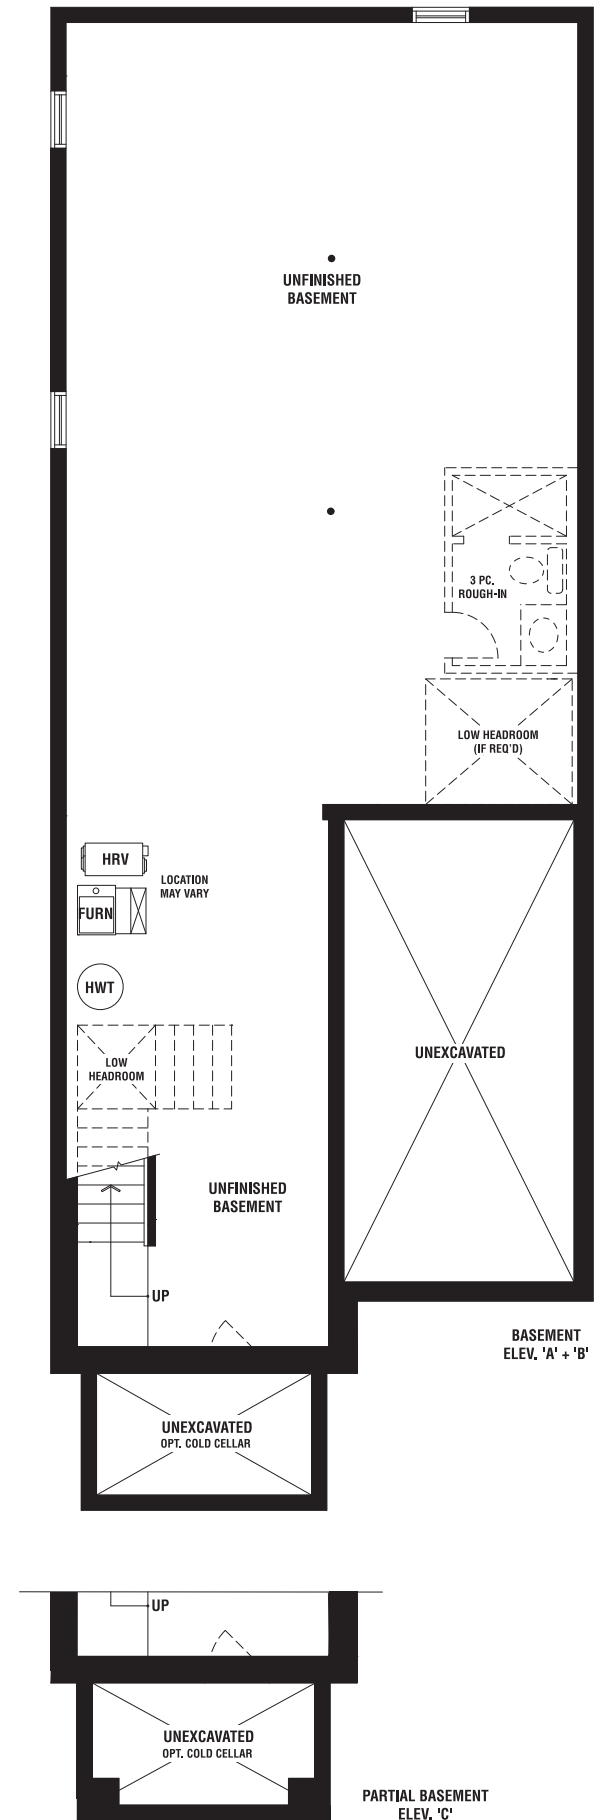 UNFINISHED
BASEMENT
3 PC.
ROUGH-IN
LOW HEADROOM
(IF REQ'D)
HRV
LOCATION
MAY VARY
FURN
HWT
LOW
HEADROOM
UNEXCAVATED
UNFINISHED
BASEMENT
UP
BASEMENT
ELEV. 'A' + 'B'
UNEXCAVATED
OPT. COLD CELLAR
UP
UNEXCAVATED
OPT. COLD CELLAR
PARTIAL BASEMENT
ELEV. 'C'